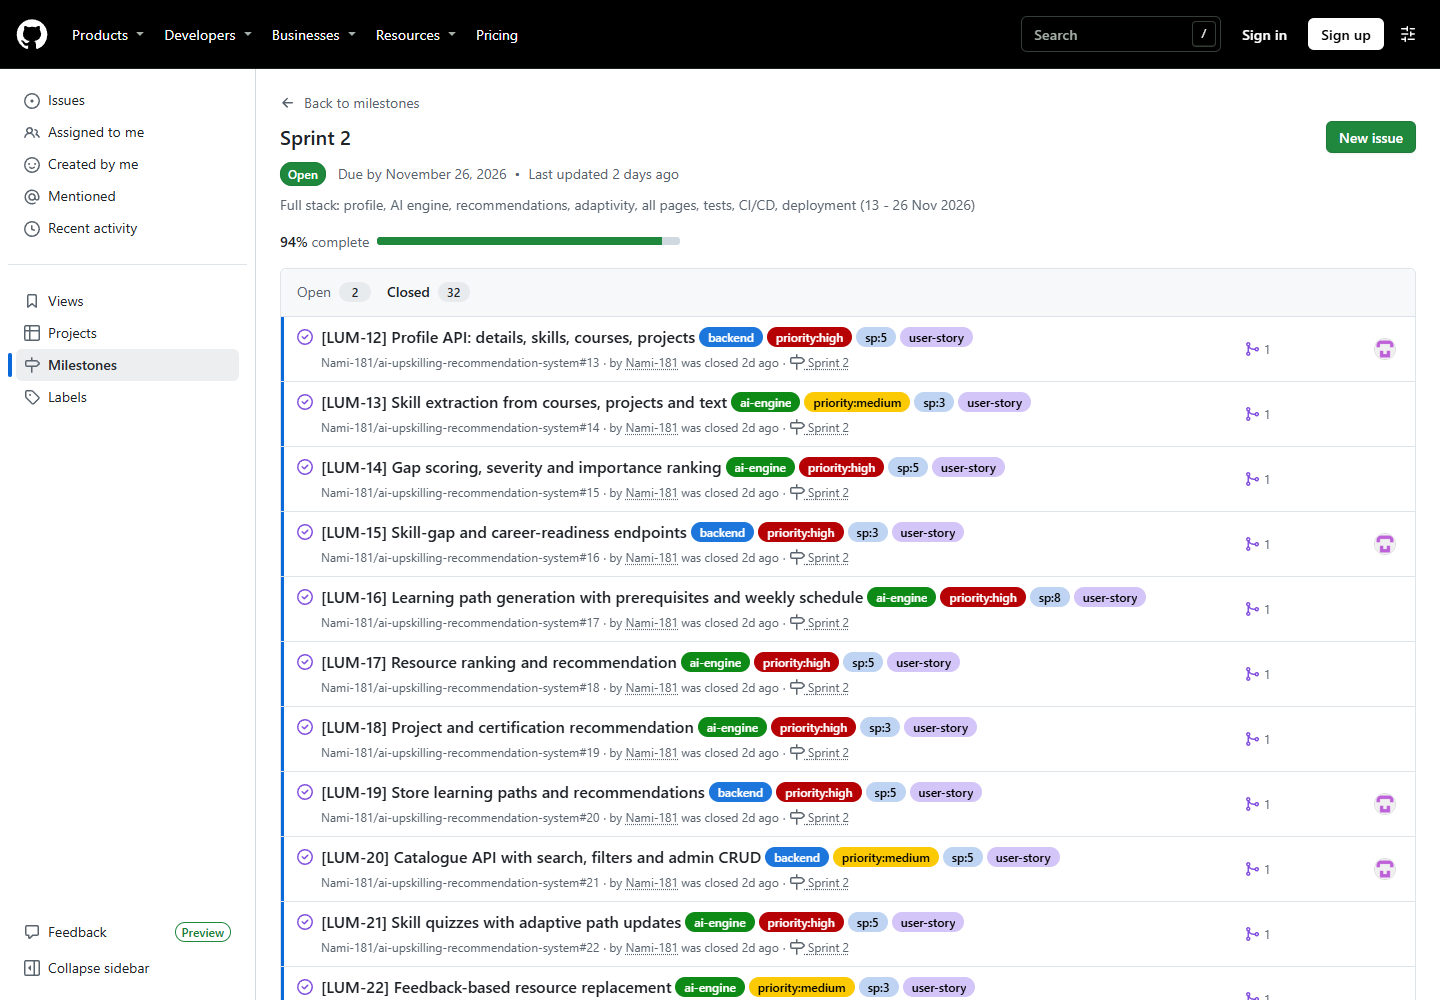 Products Developers Businesses Resources Pricing Search / Sign in Sign up
Issues
Assigned to me
Created by me
Mentioned
Recent activity
Views
Projects
Milestones
Labels
Feedback Preview
Collapse sidebar
Back to milestones
Sprint 2
New issue
Open Due by November 26, 2026 • Last updated 2 days ago
Full stack: profile, AI engine, recommendations, adaptivity, all pages, tests, CI/CD, deployment (13 - 26 Nov 2026)
94% complete
Open 2 Closed 32
[LUM-12] Profile API: details, skills, courses, projects backend priority:high sp:5 user-story
Nami-181/ai-upskilling-recommendation-system#13 · by Nami-181 was closed 2d ago · Sprint 2
1
[LUM-13] Skill extraction from courses, projects and text ai-engine priority:medium sp:3 user-story
Nami-181/ai-upskilling-recommendation-system#14 · by Nami-181 was closed 2d ago · Sprint 2
1
[LUM-14] Gap scoring, severity and importance ranking ai-engine priority:high sp:5 user-story
Nami-181/ai-upskilling-recommendation-system#15 · by Nami-181 was closed 2d ago · Sprint 2
1
[LUM-15] Skill-gap and career-readiness endpoints backend priority:high sp:3 user-story
Nami-181/ai-upskilling-recommendation-system#16 · by Nami-181 was closed 2d ago · Sprint 2
1
[LUM-16] Learning path generation with prerequisites and weekly schedule ai-engine priority:high sp:8 user-story
Nami-181/ai-upskilling-recommendation-system#17 · by Nami-181 was closed 2d ago · Sprint 2
1
[LUM-17] Resource ranking and recommendation ai-engine priority:high sp:5 user-story
Nami-181/ai-upskilling-recommendation-system#18 · by Nami-181 was closed 2d ago · Sprint 2
1
[LUM-18] Project and certification recommendation ai-engine priority:high sp:3 user-story
Nami-181/ai-upskilling-recommendation-system#19 · by Nami-181 was closed 2d ago · Sprint 2
1
[LUM-19] Store learning paths and recommendations backend priority:high sp:5 user-story
Nami-181/ai-upskilling-recommendation-system#20 · by Nami-181 was closed 2d ago · Sprint 2
1
[LUM-20] Catalogue API with search, filters and admin CRUD backend priority:medium sp:5 user-story
Nami-181/ai-upskilling-recommendation-system#21 · by Nami-181 was closed 2d ago · Sprint 2
1
[LUM-21] Skill quizzes with adaptive path updates ai-engine priority:high sp:5 user-story
Nami-181/ai-upskilling-recommendation-system#22 · by Nami-181 was closed 2d ago · Sprint 2
1
[LUM-22] Feedback-based resource replacement ai-engine priority:medium sp:3 user-story
1